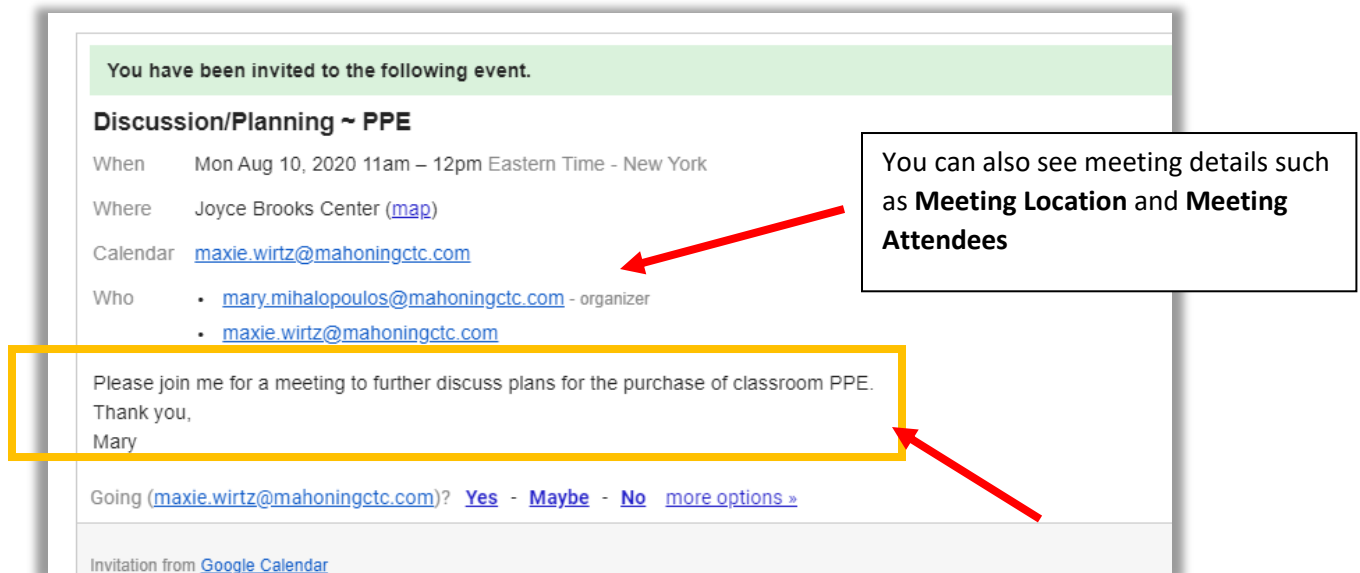 You have been invited to the following event.
Discussion/Planning ~ PPE
When Mon Aug 10, 2020 11am – 12pm Eastern Time - New York
Where Joyce Brooks Center (map)
Calendar maxie.wirtz@mahoningctc.com
Who • mary.mihalopoulos@mahoningctc.com - organizer
• maxie.wirtz@mahoningctc.com
You can also see meeting details such
as Meeting Location and Meeting
Attendees
Please join me for a meeting to further discuss plans for the purchase of classroom PPE.
Thank you,
Mary
Going (maxie.wirtz@mahoningctc.com)? Yes - Maybe - No more options »
Invitation from Google Calendar